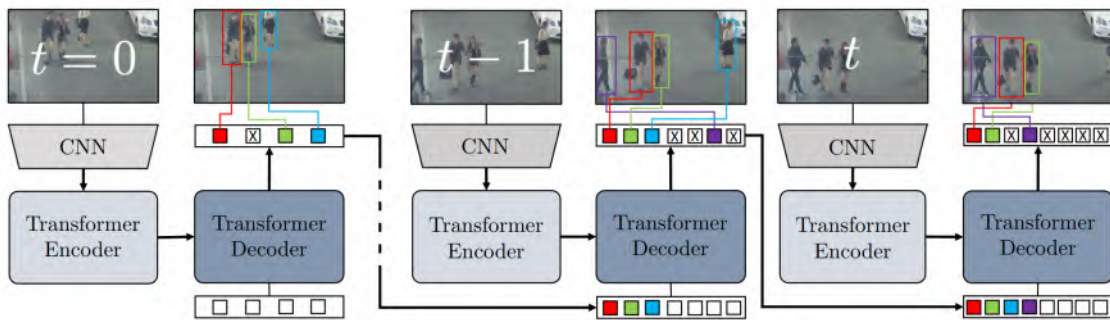 t = 0
t − 1
t
CNN
CNN
CNN
X
X X X
X X X X X
Transformer
Encoder
Transformer
Decoder
Transformer
Encoder
Transformer
Decoder
Transformer
Encoder
Transformer
Decoder